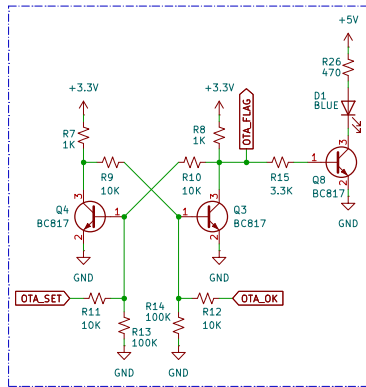 +5V
R26
470
+3.3V
+3.3V
OTA_FLAG
D1
BLUE
R7
1K
R8
1K
R9
10K
R10
10K
R15
3.3K
3
1
2
Q8
BC817
GND
3
Q4
BC817
1
2
GND
3
1
Q3
BC817
2
GND
OTA_SET
R11
10K
R14
100K
R12
10K
OTA_OK
R13
100K
GND
GND